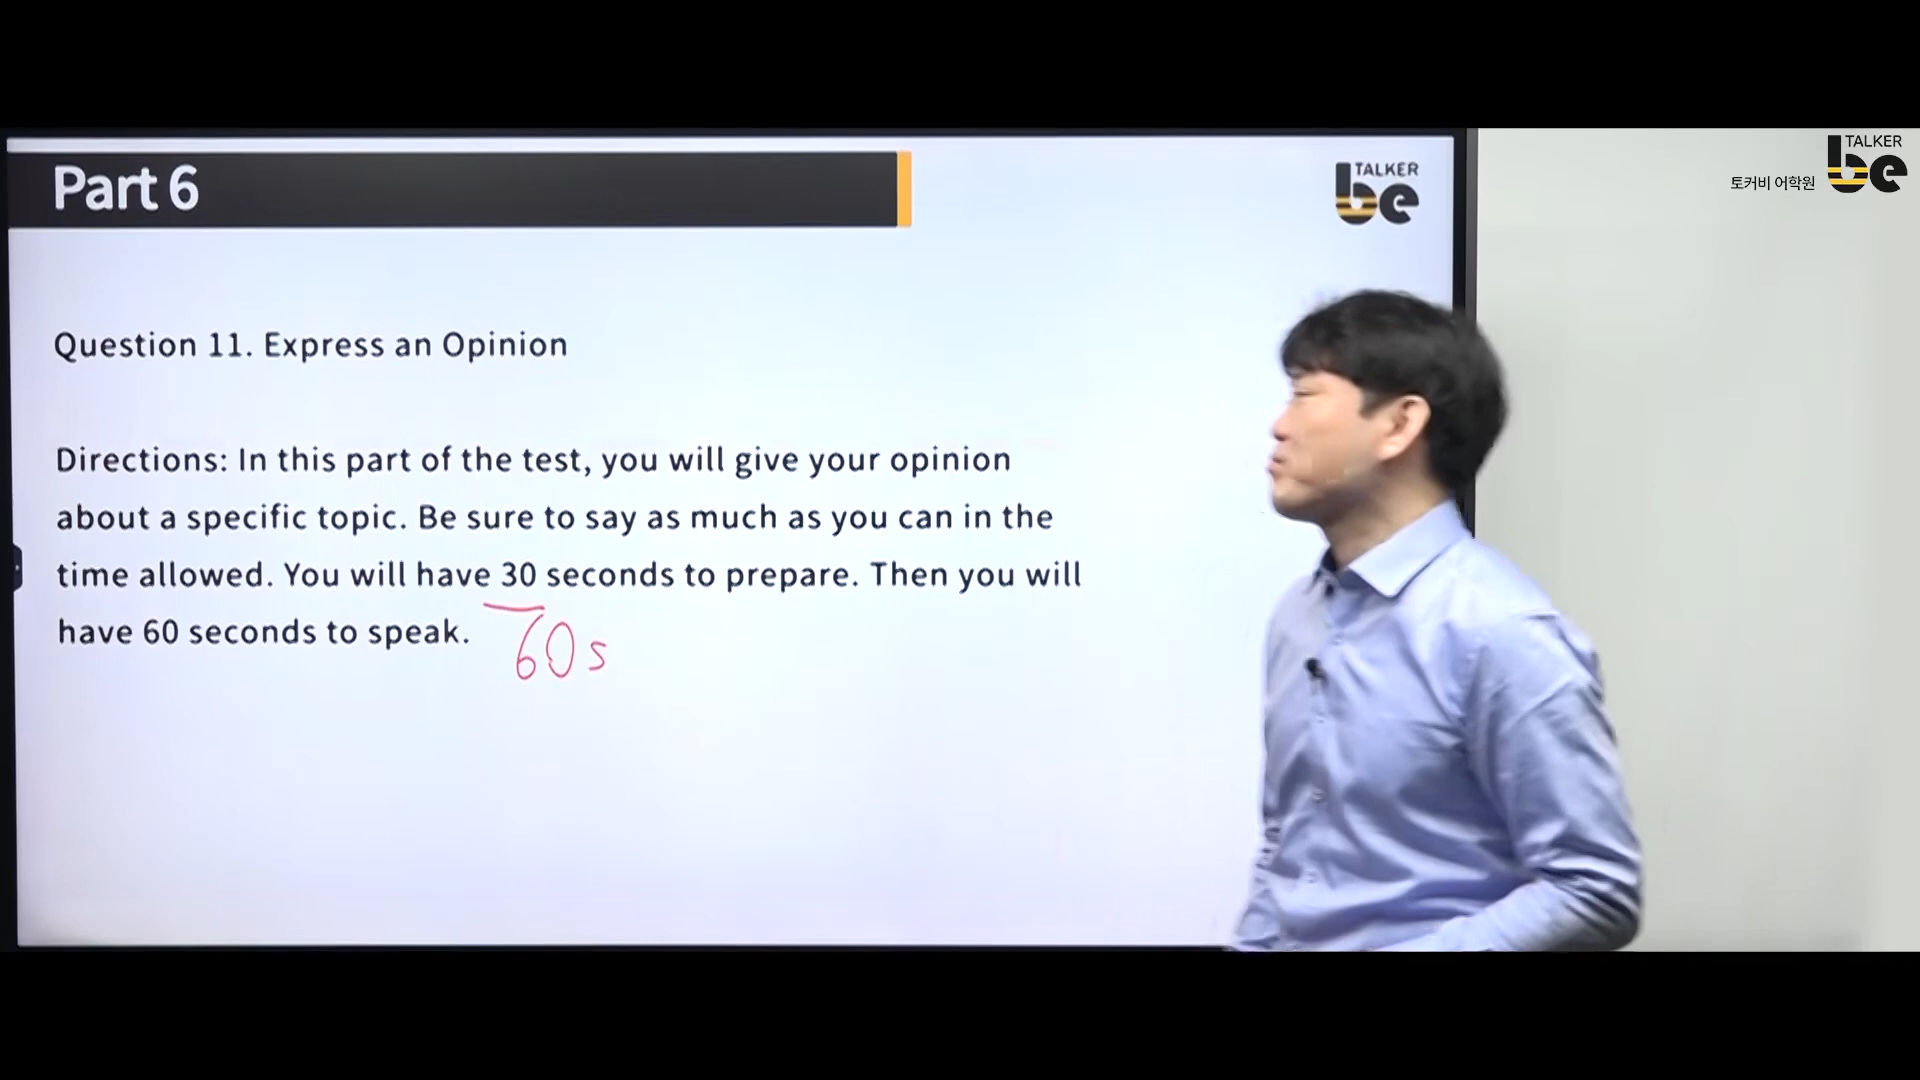 Part 6
TALKER
be
TALKER
be
토커비 어학원
Question 11. Express an Opinion
Directions: In this part of the test, you will give your opinion
about a specific topic. Be sure to say as much as you can in the
time allowed. You will have 30 seconds to prepare. Then you will
have 60 seconds to speak.
60s